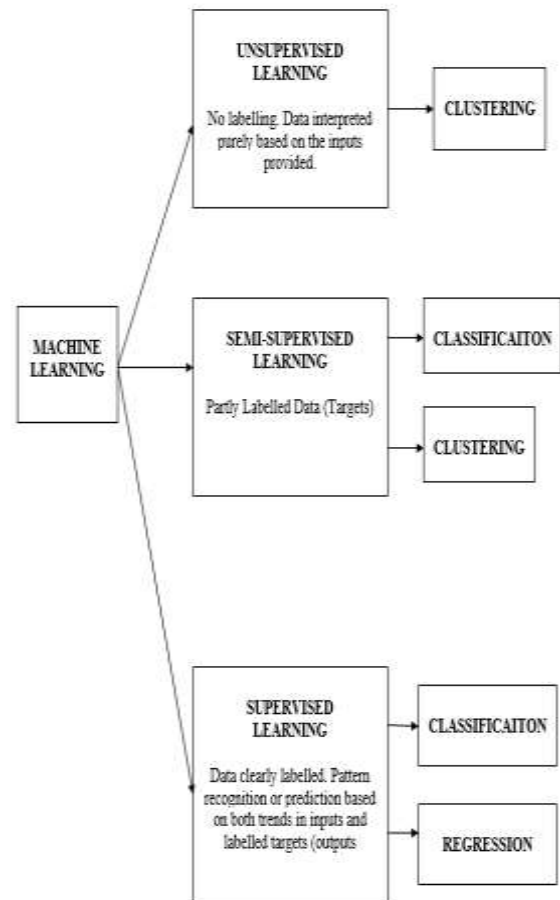 UNSUPERVISED
LEARNING
No labelling. Data interpreted
purely based on the inputs
provided.
CLUSTERING
MACHINE
LEARNING
SEMI-SUPERVISED
LEARNING
Partly Labelled Data (Targets)
CLASSIFICAITON
CLUSTERING
SUPERVISED
LEARNING
Data clearly labelled. Pattern
recognition or prediction based
on both trends in inputs and
labelled targets (outputs
CLASSIFICAITON
REGRESSION